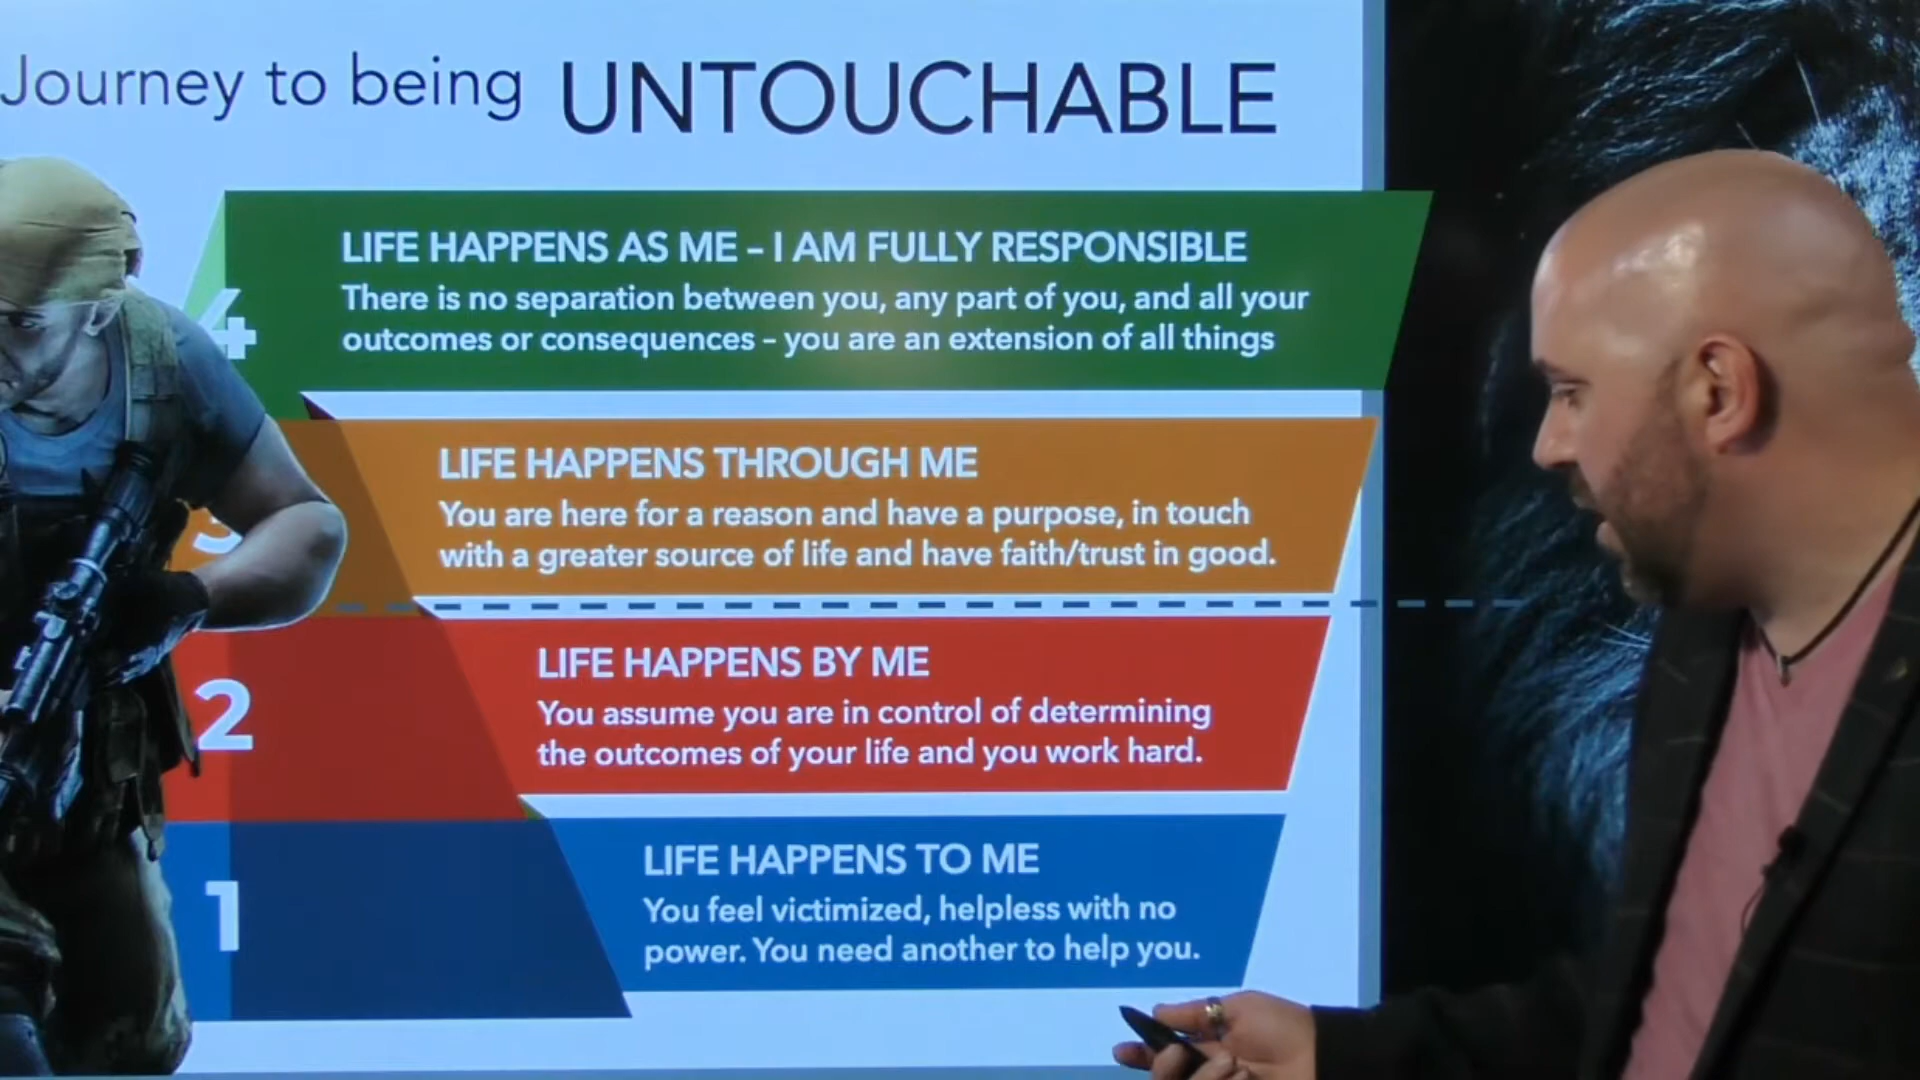 Journey to being UNTOUCHABLE
4
LIFE HAPPENS AS ME – I AM FULLY RESPONSIBLE
There is no separation between you, any part of you, and all your
outcomes or consequences – you are an extension of all things
3
LIFE HAPPENS THROUGH ME
You are here for a reason and have a purpose, in touch
with a greater source of life and have faith/trust in good.
2
LIFE HAPPENS BY ME
You assume you are in control of determining
the outcomes of your life and you work hard.
1
LIFE HAPPENS TO ME
You feel victimized, helpless with no
power. You need another to help you.